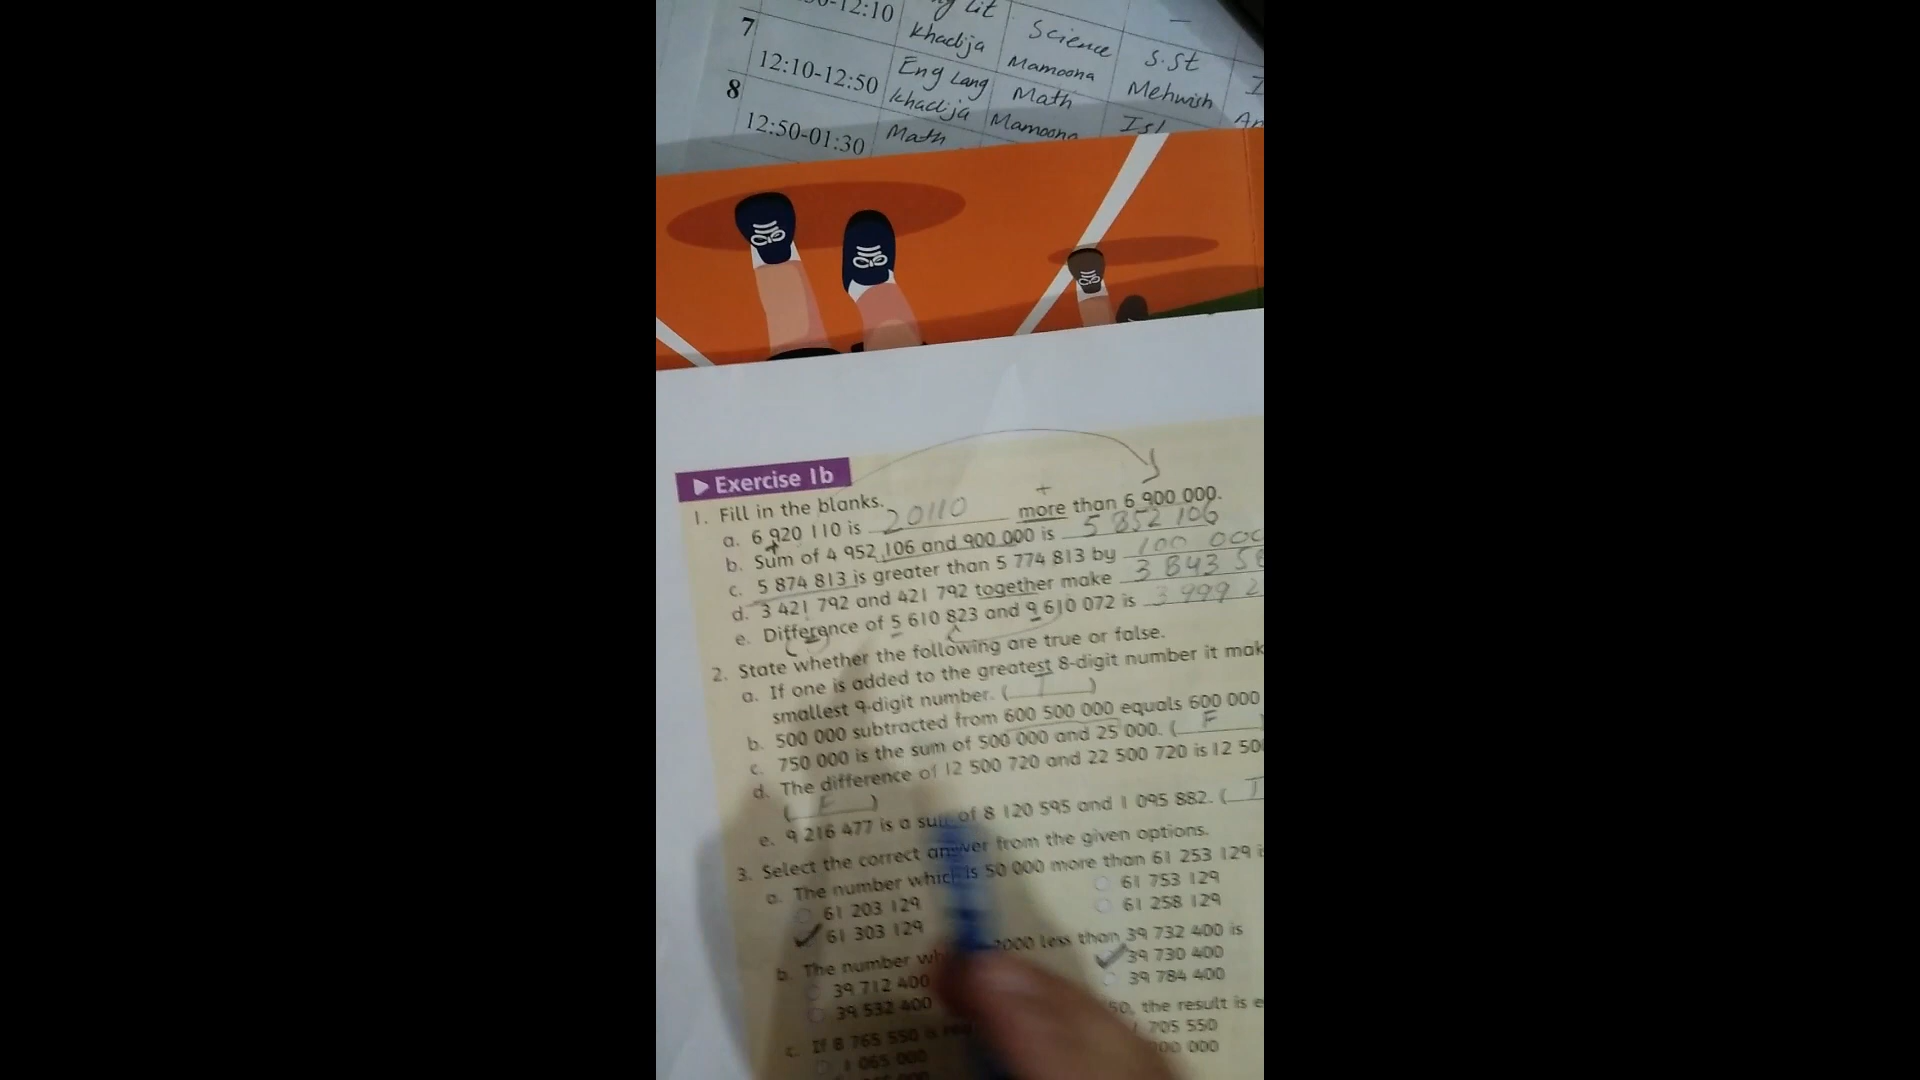 12:10
Lit
Khadija
Science
Mamoona
S.St
Mehwish
7
12:10-12:50
Eng Lang
Khadija
Math
Mamoona
Isl
8
12:50-01:30
Math
Exercise 1b
1. Fill in the blanks.
a. 6 920 110 is 20110 more than 6 900 000.
+
b. Sum of 4 952 106 and 900 000 is 5 852 106
c. 5 874 813 is greater than 5 774 813 by 100 000
d. 3 421 792 and 421 792 together make 3 843 58
e. Difference of 5 610 823 and 9 610 072 is 3 999 2
2. State whether the following are true or false.
a. If one is added to the greatest 8-digit number it mak
smallest 9-digit number. ( T )
b. 500 000 subtracted from 600 500 000 equals 600 000
c. 750 000 is the sum of 500 000 and 25 000. ( F )
d. The difference of 12 500 720 and 22 500 720 is 12 50
( F )
e. 9 216 477 is a sum of 8 120 595 and 1 095 882. ( T
3. Select the correct answer from the given options.
a. The number which is 50 000 more than 61 253 129 i
61 203 129
61 753 129
61 303 129
61 258 129
b. The number wh 2000 less than 39 732 400 is
39 712 400
39 730 400
39 532 400
39 784 400
c. If 8 765 550 is 50, the result is e
1 065 000
705 550
000